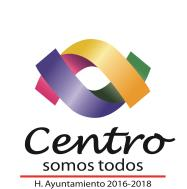 Centro
somos todos
H. Ayuntamiento 2016-2018